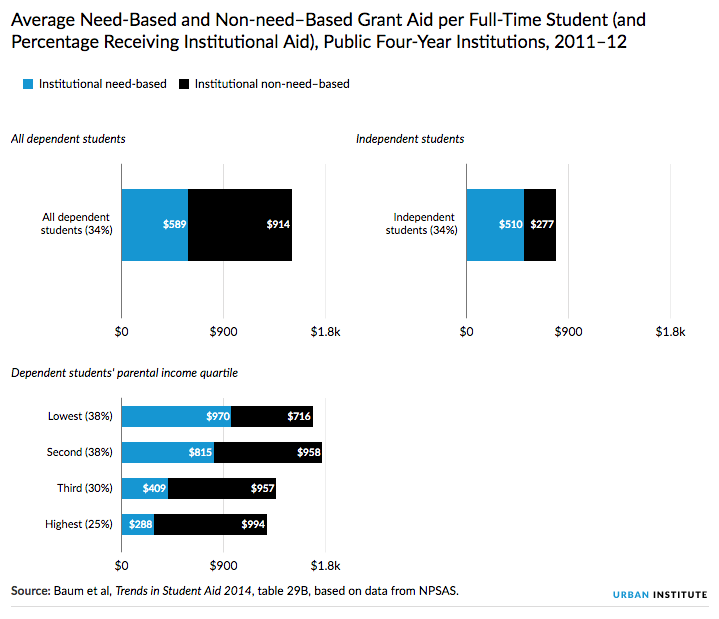 Average Need-Based and Non-need–Based Grant Aid per Full-Time Student (and
Percentage Receiving Institutional Aid), Public Four-Year Institutions, 2011–12
Institutional need-based Institutional non-need–based
All dependent students
All dependent
students (34%)
$589 $914
$0 $900 $1.8k
Independent students
Independent
students (34%)
$510 $277
$0 $900 $1.8k
Dependent students' parental income quartile
Lowest (38%) $970 $716
Second (38%) $815 $958
Third (30%) $409 $957
Highest (25%) $288 $994
$0 $900 $1.8k
Source: Baum et al, Trends in Student Aid 2014, table 29B, based on data from NPSAS.
URBAN INSTITUTE